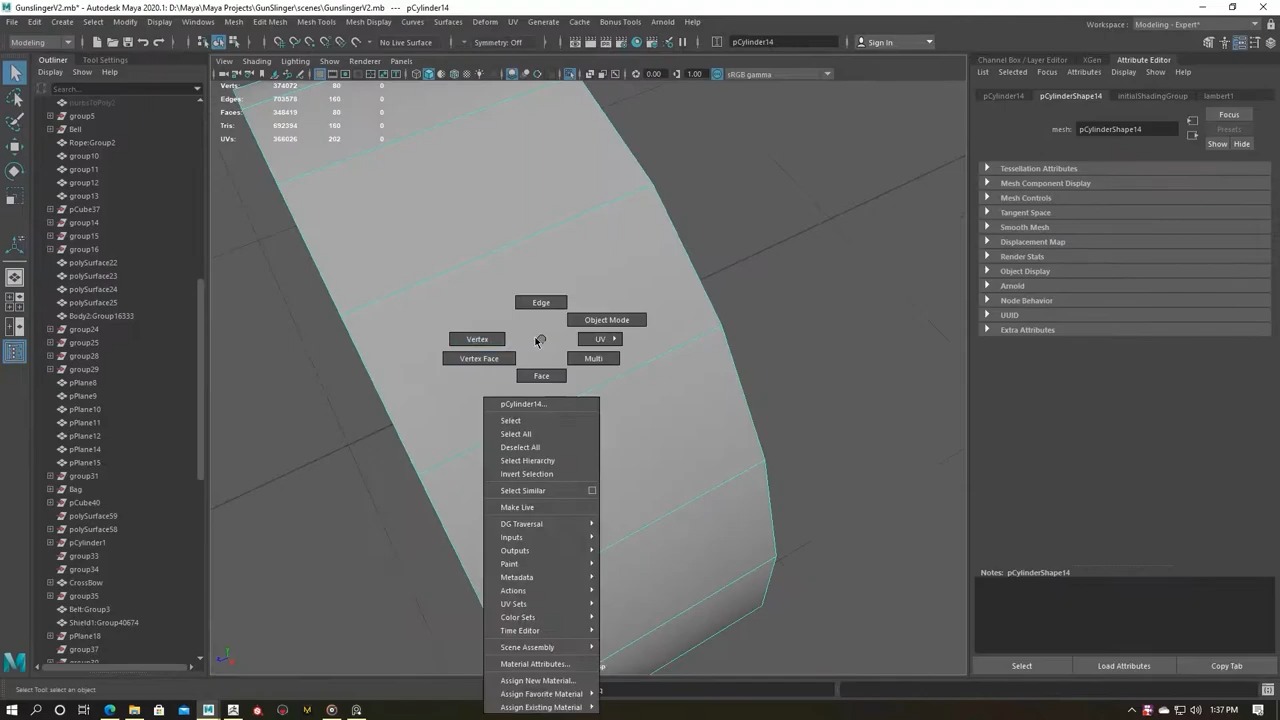 GunslingerV2.mb* - Autodesk Maya 2020.1: D:\Maya\Maya Projects\GunSlinger\scenes\GunslingerV2.mb --- pCylinder14
File Edit Create Select Modify Display Windows Mesh Edit Mesh Mesh Tools Mesh Display Curves Surfaces Deform UV Generate Cache Bonus Tools Arnold Help
Workspace : Modeling - Expert*
Modeling No Live Surface Symmetry: Off pCylinder14 Sign In
Outliner Tool Settings
Display Show Help
Search...
group5
Bell
Rope:Group2
group10
group11
group12
group13
pCube37
group14
group15
group16
polySurface22
polySurface23
polySurface24
polySurface25
Body2:Group16333
group24
group25
group28
group29
pPlane8
pPlane9
pPlane10
pPlane11
pPlane12
pPlane14
pPlane15
group31
Bag
pCube40
polySurface59
polySurface58
pCylinder1
group33
group34
CrossBow
group35
Belt:Group3
Shield1:Group40674
pPlane18
group37
View Shading Lighting Show Renderer Panels
0.00 1.00 sRGB gamma
Verts: 374072 80 0
Edges: 703578 160 0
Faces: 348419 80 0
Tris: 692394 160 0
UVs: 366026 202 0
Edge
Object Mode
Vertex
UV
Vertex Face
Multi
Face
pCylinder14...
Select
Select All
Deselect All
Select Hierarchy
Invert Selection
Select Similar
Make Live
DG Traversal
Inputs
Outputs
Paint
Metadata
Actions
UV Sets
Color Sets
Time Editor
Scene Assembly
Material Attributes...
Assign New Material...
Assign Favorite Material
Assign Existing Material
Channel Box / Layer Editor XGen Attribute Editor
List Selected Focus Attributes Display Show Help
pCylinder14 pCylinderShape14 initialShadingGroup lambert1
mesh: pCylinderShape14
Focus
Presets
Show Hide
Tessellation Attributes
Mesh Component Display
Mesh Controls
Tangent Space
Smooth Mesh
Displacement Map
Render Stats
Object Display
Arnold
Node Behavior
UUID
Extra Attributes
Notes: pCylinderShape14
Select Load Attributes Copy Tab
Select Tool: select an object
1:37 PM